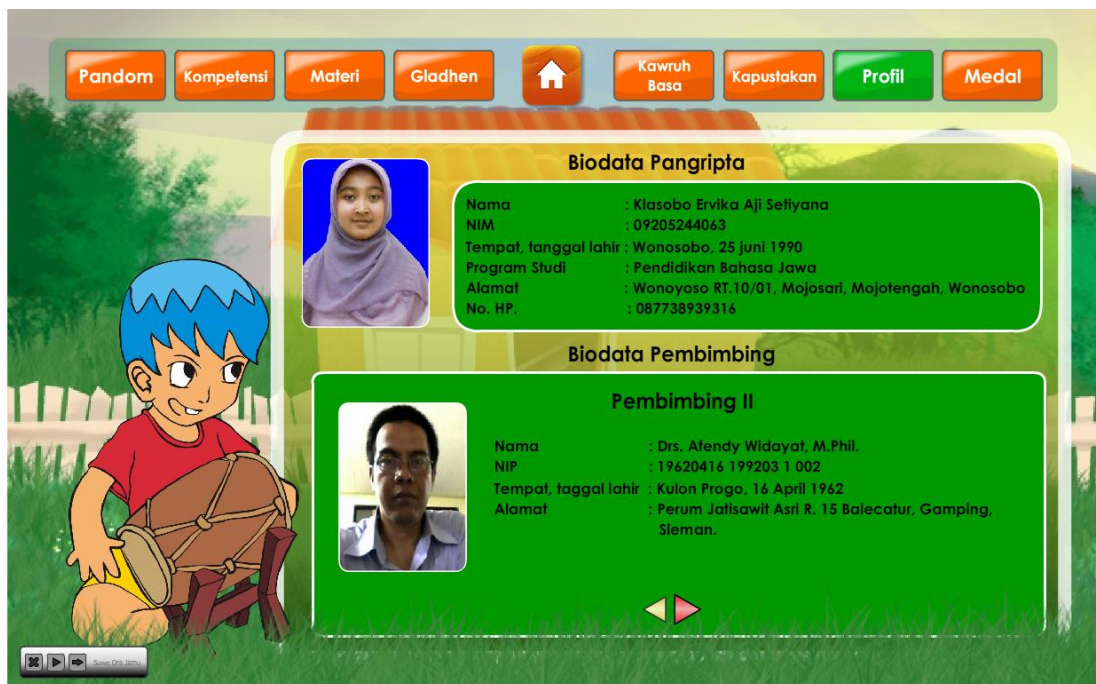 Pandom
Kompetensi
Materi
Gladhen
Kawruh
Basa
Kapustakan
Profil
Medal
Biodata Pangripta
Nama : Klasobo Ervika Aji Setiyana
NIM : 09205244063
Tempat, tanggal lahir : Wonosobo, 25 juni 1990
Program Studi : Pendidikan Bahasa Jawa
Alamat : Wonoyoso RT.10/01, Mojosari, Mojotengah, Wonosobo
No. HP. : 087738939316
Biodata Pembimbing
Pembimbing II
Nama : Drs. Afendy Widayat, M.Phil.
NIP : 19620416 199203 1 002
Tempat, taggal lahir : Kulon Progo, 16 April 1962
Alamat : Perum Jatisawit Asri R. 15 Balecatur, Gamping,
Sleman.